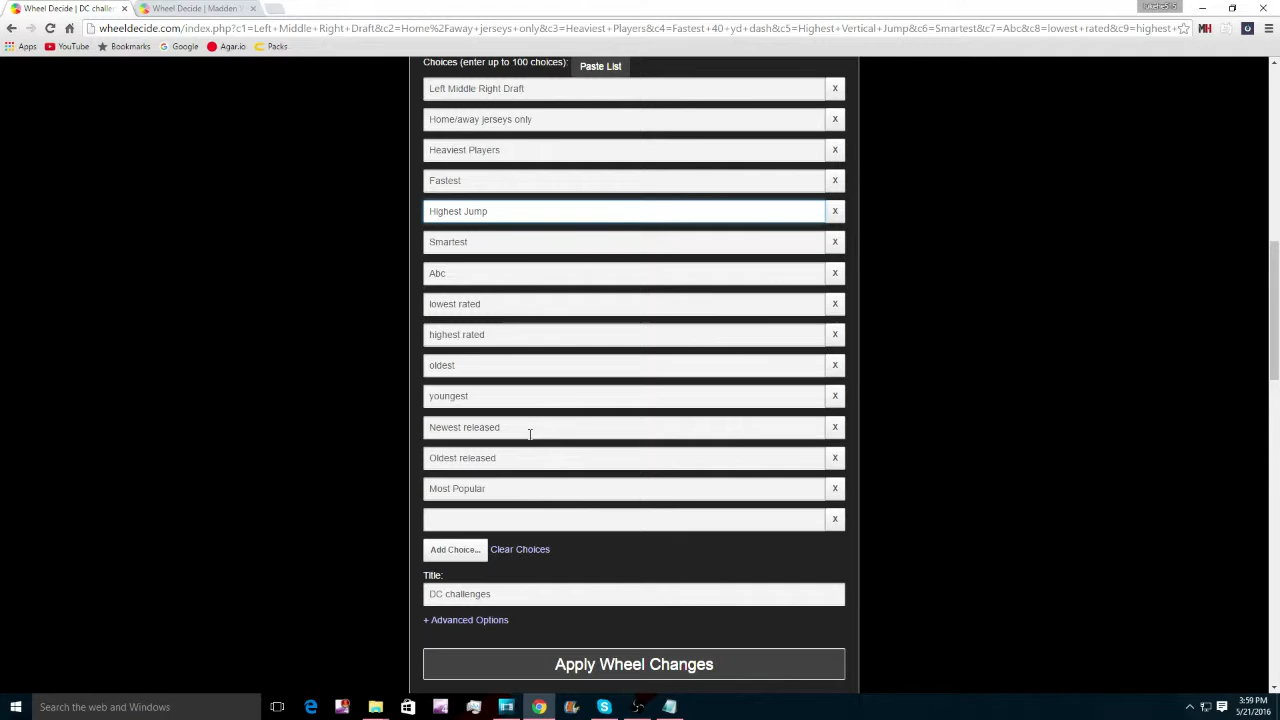 Wheel Decide | DC challen
Wheel Decide | Madden
wheeldecide.com/index.php?c1=Left+Middle+Right+Draft&c2=Home%2Faway+jerseys+only&c3=Heaviest+Players&c4=Fastest+40+yd+dash&c5=Highest+Vertical+Jump&c6=Smartest&c7=Abc&c8=lowest+rated&c9=highest+
Apps YouTube Bookmarks Google Agar.io Packs
Choices (enter up to 100 choices): Paste List
Left Middle Right Draft X
Home/away jerseys only X
Heaviest Players X
Fastest X
Highest Jump X
Smartest X
Abc X
lowest rated X
highest rated X
oldest X
youngest X
Newest released X
Oldest released X
Most Popular X
X
Add Choice... Clear Choices
Title:
DC challenges
+ Advanced Options
Apply Wheel Changes
Search the web and Windows
3:59 PM
5/21/2016